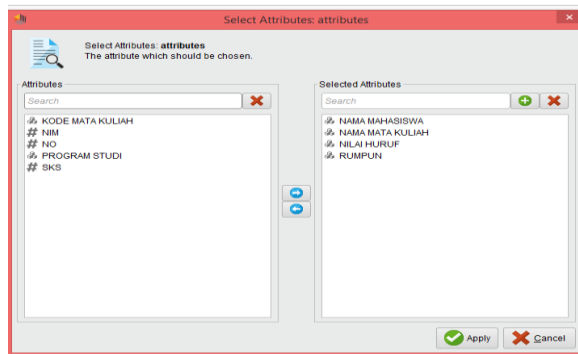 Select Attributes: attributes
Select Attributes: attributes
The attribute which should be chosen.
Attributes
Search
KODE MATA KULIAH
NIM
NO
PROGRAM STUDI
SKS
Selected Attributes
Search
NAMA MAHASISWA
NAMA MATA KULIAH
NILAI HURUF
RUMPUN
Apply
Cancel